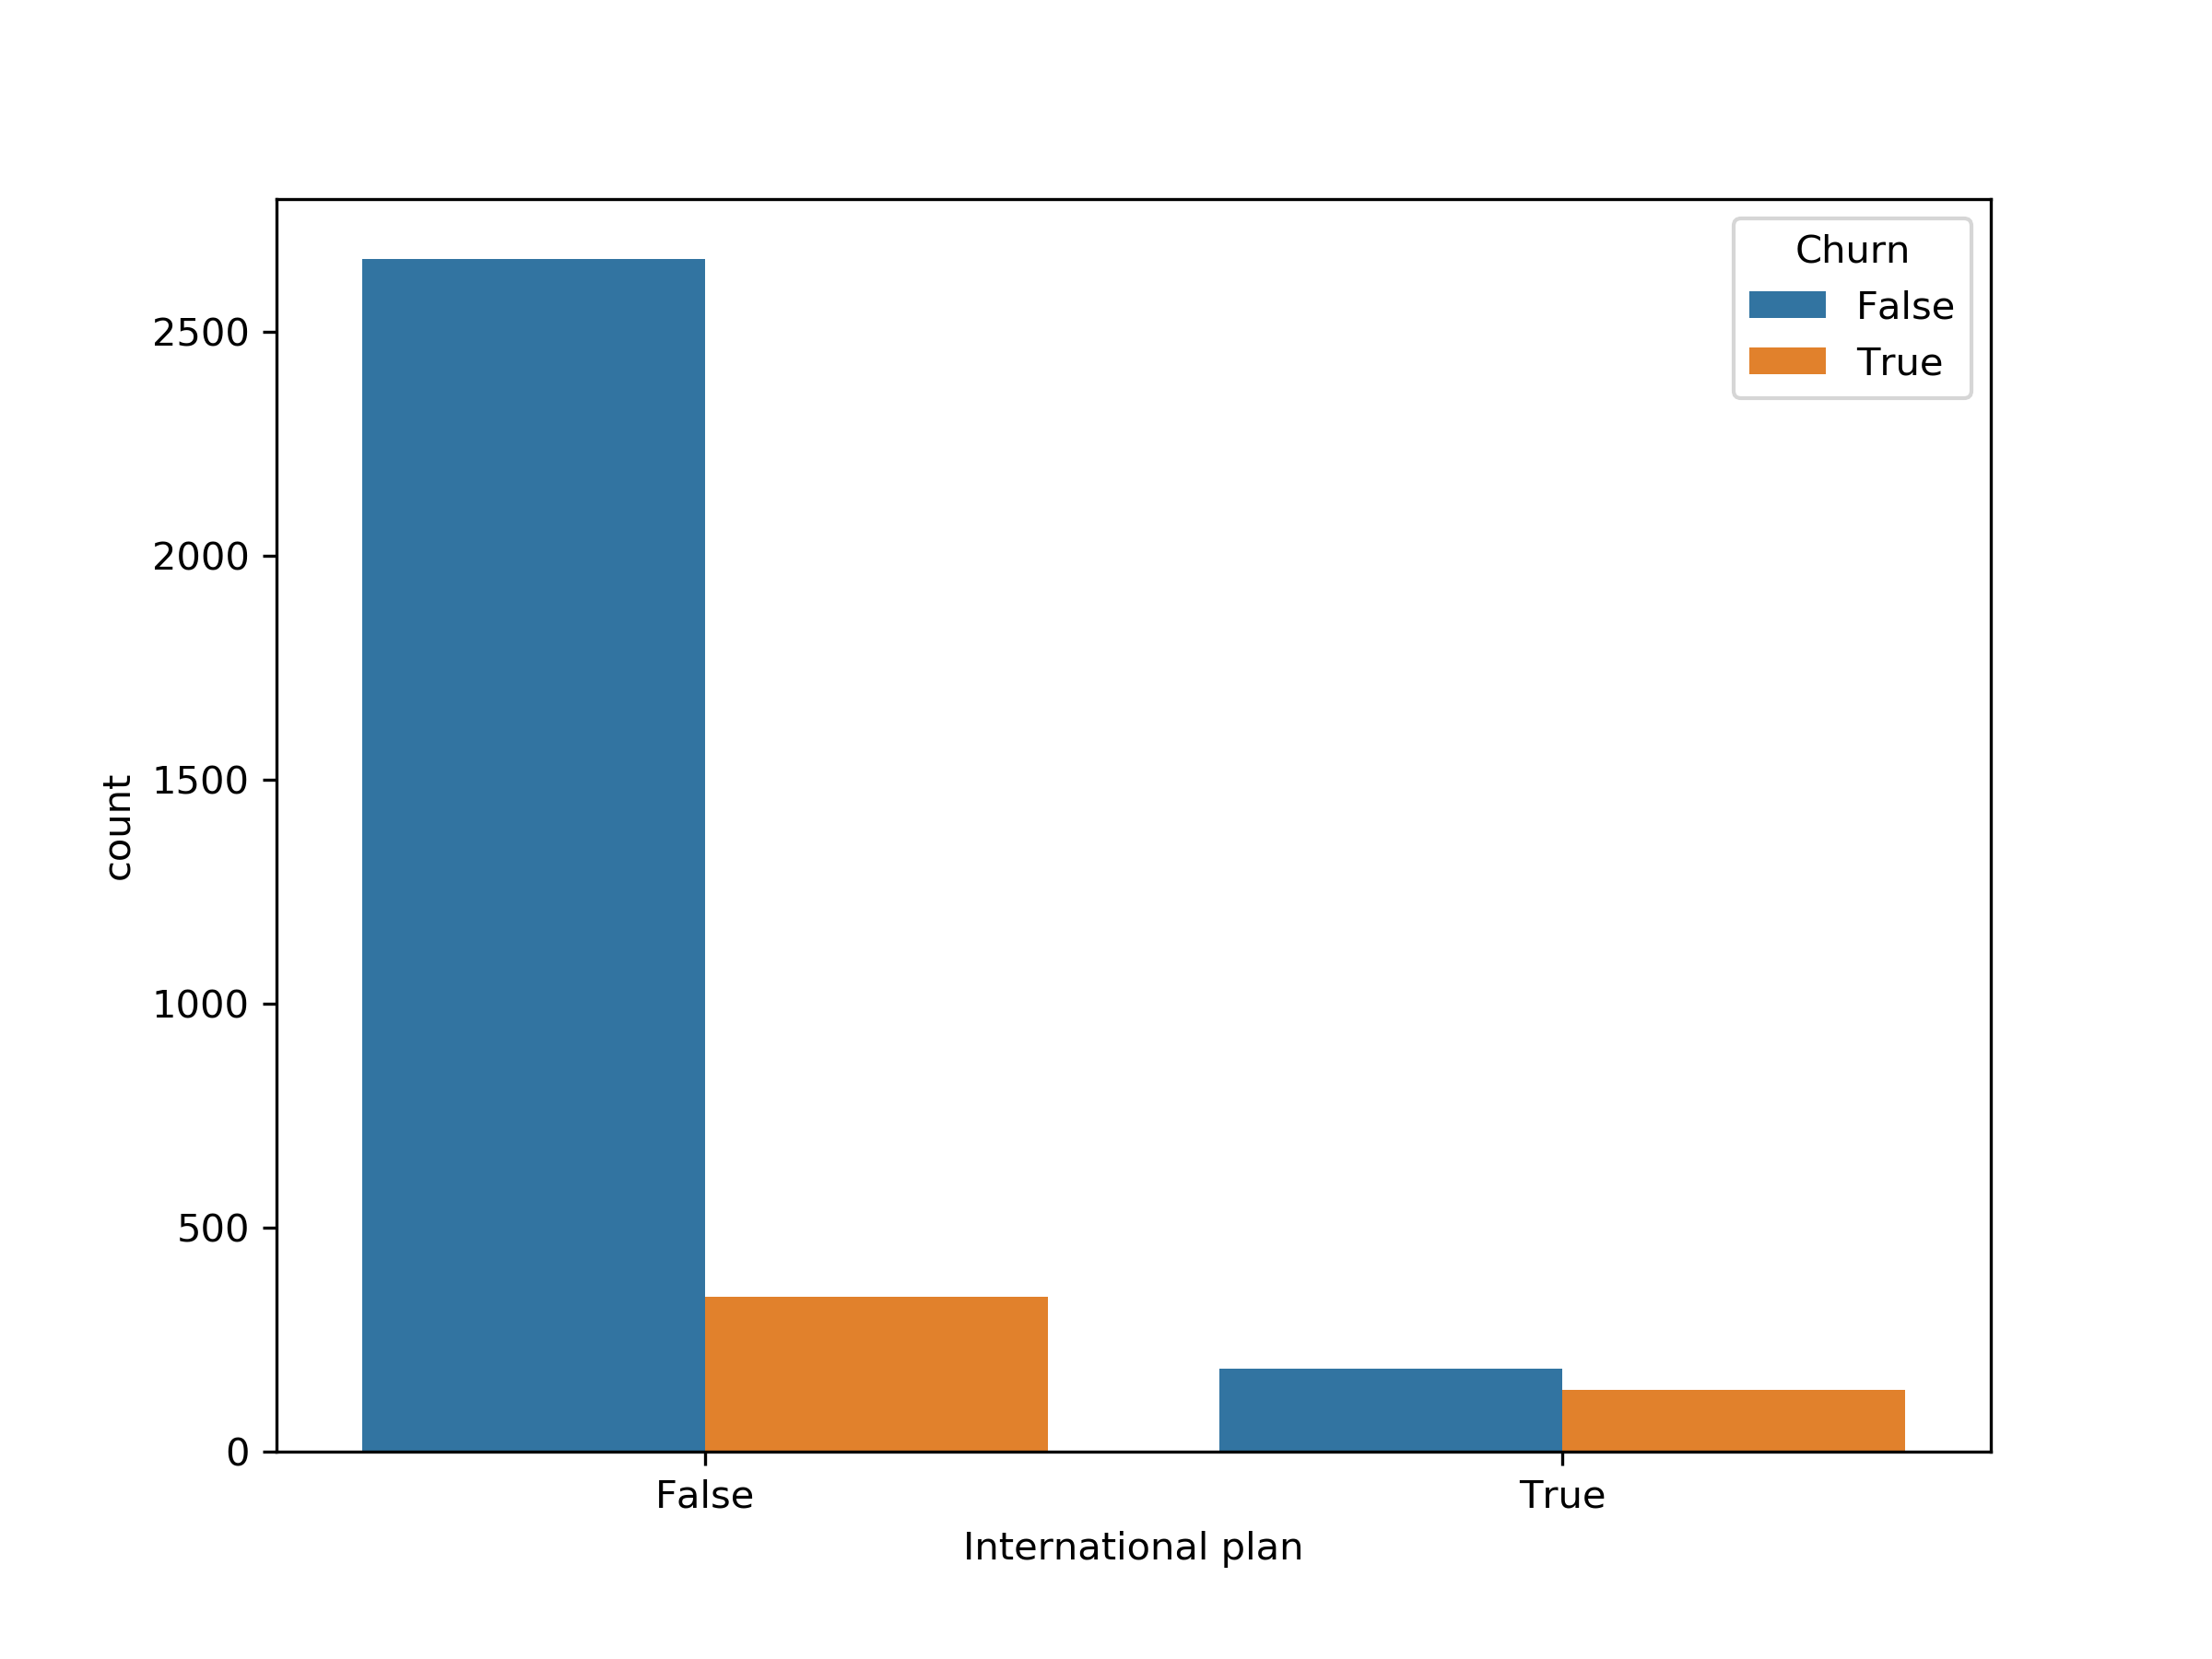 Churn
False
True
2500
2000
1500
1000
500
0
count
False
True
International plan